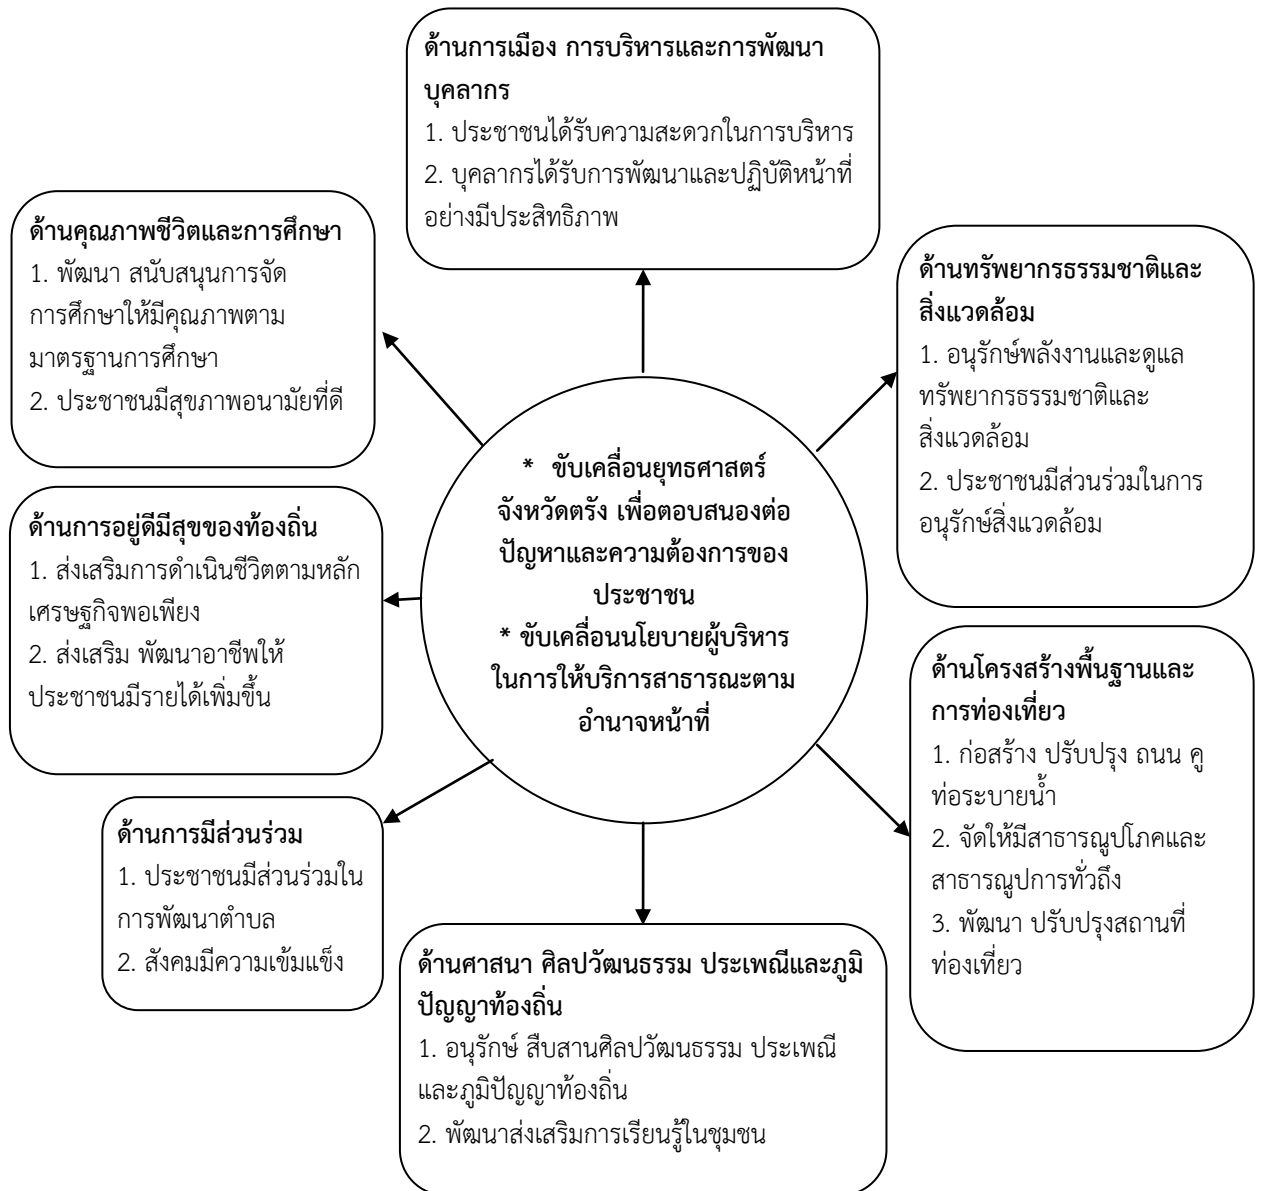 ด้านการเมือง การบริหารและการพัฒนา
บุคลากร
1. ประชาชนได้รับความสะดวกในการบริหาร
2. บุคลากรได้รับการพัฒนาและปฏิบัติหน้าที่
อย่างมีประสิทธิภาพ
ด้านคุณภาพชีวิตและการศึกษา
1. พัฒนา สนับสนุนการจัด
การศึกษาให้มีคุณภาพตาม
มาตรฐานการศึกษา
2. ประชาชนมีสุขภาพอนามัยที่ดี
ด้านทรัพยากรธรรมชาติและ
สิ่งแวดล้อม
1. อนุรักษ์พลังงานและดูแล
ทรัพยากรธรรมชาติและ
สิ่งแวดล้อม
2. ประชาชนมีส่วนร่วมในการ
อนุรักษ์สิ่งแวดล้อม
* ขับเคลื่อนยุทธศาสตร์
จังหวัดตรัง เพื่อตอบสนองต่อ
ปัญหาและความต้องการของ
ประชาชน
* ขับเคลื่อนนโยบายผู้บริหาร
ในการให้บริการสาธารณะตาม
อำนาจหน้าที่
ด้านการอยู่ดีมีสุขของท้องถิ่น
1. ส่งเสริมการดำเนินชีวิตตามหลัก
เศรษฐกิจพอเพียง
2. ส่งเสริม พัฒนาอาชีพให้
ประชาชนมีรายได้เพิ่มขึ้น
ด้านโครงสร้างพื้นฐานและ
การท่องเที่ยว
1. ก่อสร้าง ปรับปรุง ถนน คู
ท่อระบายน้ำ
2. จัดให้มีสาธารณูปโภคและ
สาธารณูปการทั่วถึง
3. พัฒนา ปรับปรุงสถานที่
ท่องเที่ยว
ด้านการมีส่วนร่วม
1. ประชาชนมีส่วนร่วมใน
การพัฒนาตำบล
2. สังคมมีความเข้มแข็ง
ด้านศาสนา ศิลปวัฒนธรรม ประเพณีและภูมิ
ปัญญาท้องถิ่น
1. อนุรักษ์ สืบสานศิลปวัฒนธรรม ประเพณี
และภูมิปัญญาท้องถิ่น
2. พัฒนาส่งเสริมการเรียนรู้ในชุมชน